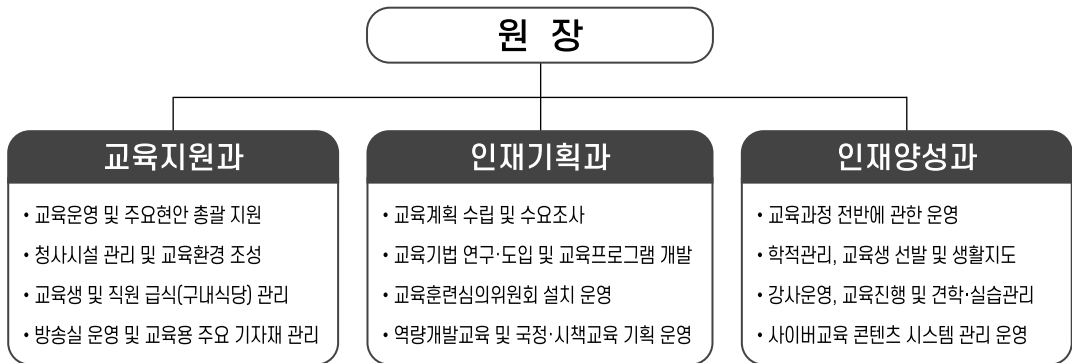 원 장
교육지원과
• 교육운영 및 주요현안 총괄 지원
• 청사시설 관리 및 교육환경 조성
• 교육생 및 직원 급식(구내식당) 관리
• 방송실 운영 및 교육용 주요 기자재 관리
인재기획과
• 교육계획 수립 및 수요조사
• 교육기법 연구·도입 및 교육프로그램 개발
• 교육훈련심의위원회 설치 운영
• 역량개발교육 및 국정·시책교육 기획 운영
인재양성과
• 교육과정 전반에 관한 운영
• 학적관리, 교육생 선발 및 생활지도
• 강사운영, 교육진행 및 견학·실습관리
• 사이버교육 콘텐츠 시스템 관리 운영